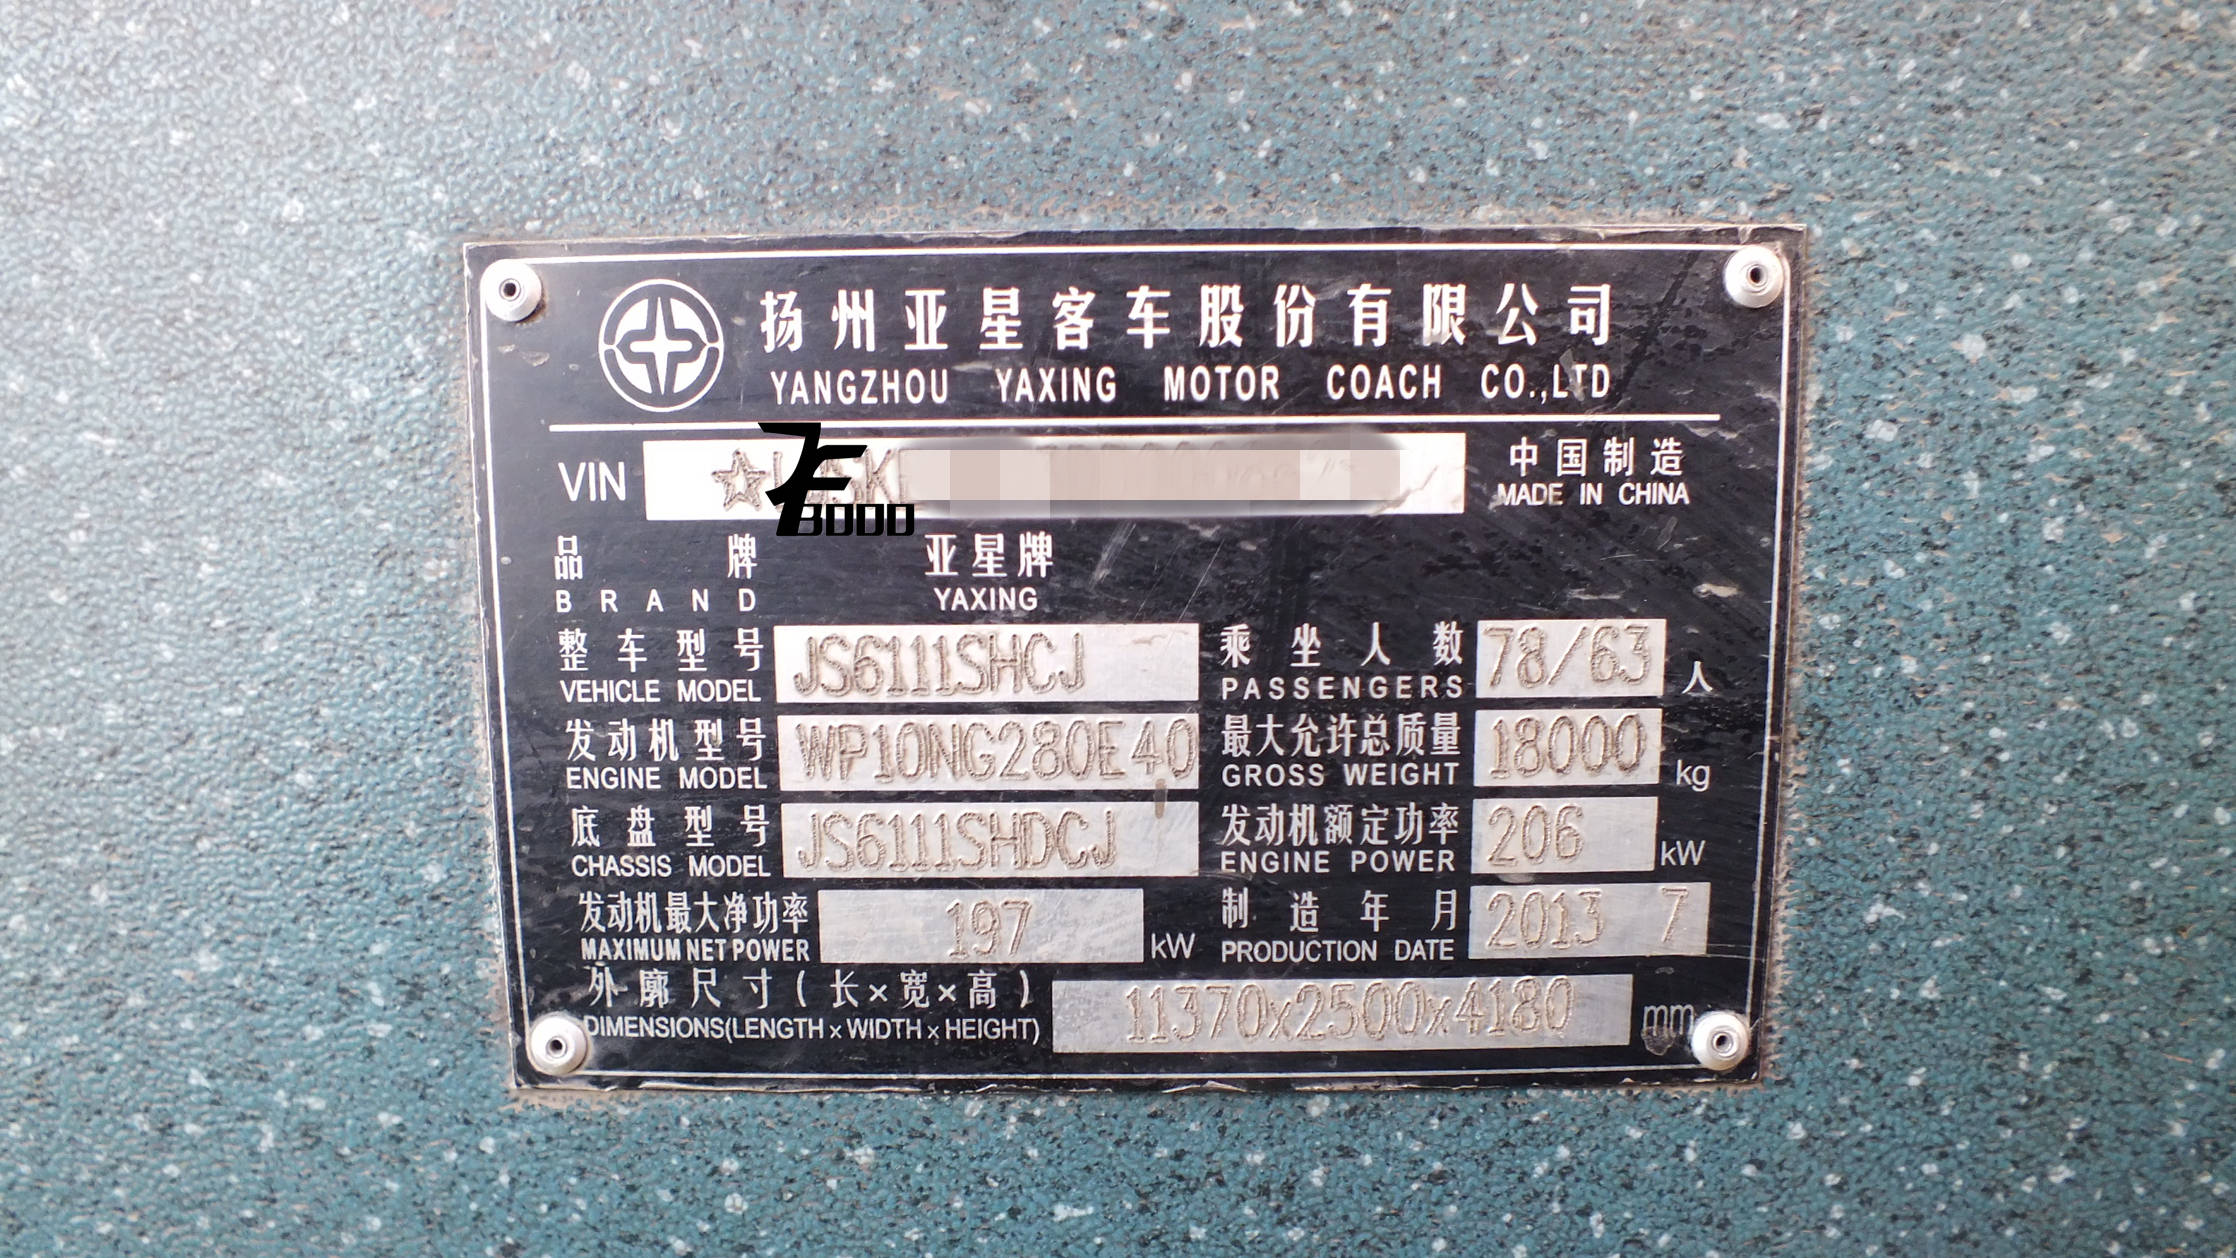 扬州亚星客车股份有限公司
YANGZHOU YAXING MOTOR COACH CO.,LTD
VIN
中国制造
MADE IN CHINA
8000
品牌 亚星牌
BRAND YAXING
整车型号 JS6111SHCJ 乘坐人数 78/63 人
VEHICLE MODEL PASSENGERS
发动机型号 WP10NG280E40 最大允许总质量 18000 kg
ENGINE MODEL GROSS WEIGHT
底盘型号 JS6111SHDCJ 发动机额定功率 206 kW
CHASSIS MODEL ENGINE POWER
发动机最大净功率 197 kW 制造年月 2013 7
MAXIMUM NET POWER PRODUCTION DATE
外廓尺寸(长×宽×高) 11370x2500x4180 mm
DIMENSIONS(LENGTH×WIDTH×HEIGHT)